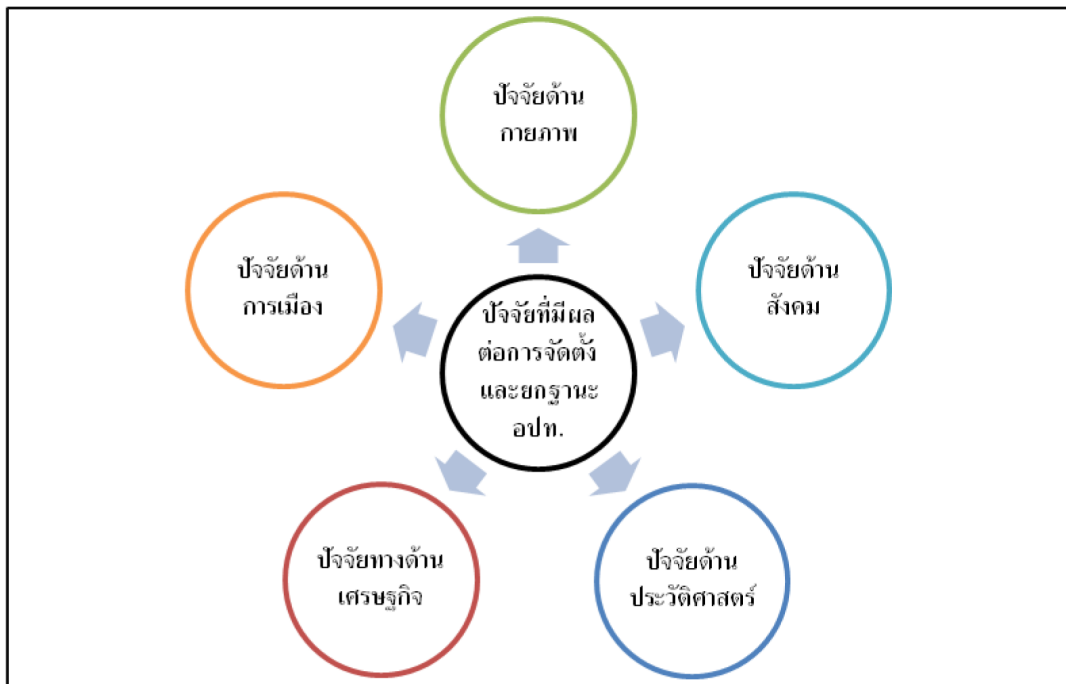 ปัจจัยด้าน
กายภาพ
ปัจจัยด้าน
การเมือง
ปัจจัยด้าน
สังคม
ปัจจัยที่มีผล
ต่อการจัดตั้ง
และยกฐานะ
อปท.
ปัจจัยทางด้าน
เศรษฐกิจ
ปัจจัยด้าน
ประวัติศาสตร์